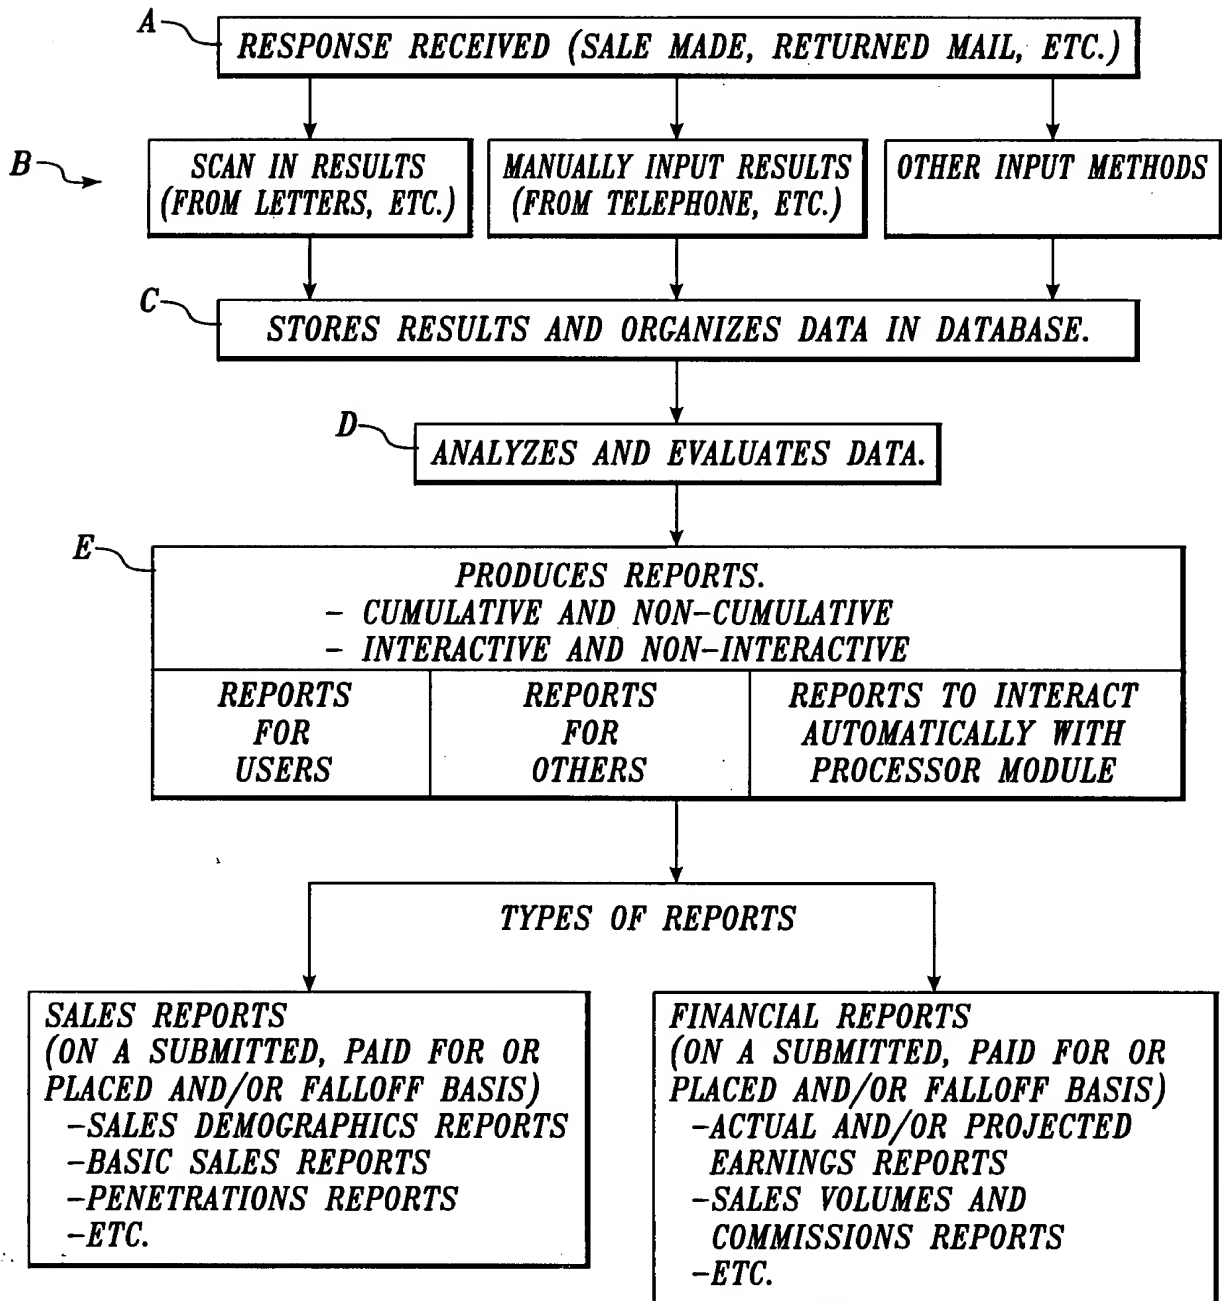 A
RESPONSE RECEIVED (SALE MADE, RETURNED MAIL, ETC.)
B
SCAN IN RESULTS
(FROM LETTERS, ETC.)
MANUALLY INPUT RESULTS
(FROM TELEPHONE, ETC.)
OTHER INPUT METHODS
C
STORES RESULTS AND ORGANIZES DATA IN DATABASE.
D
ANALYZES AND EVALUATES DATA.
E
PRODUCES REPORTS.
- CUMULATIVE AND NON-CUMULATIVE
- INTERACTIVE AND NON-INTERACTIVE
REPORTS
FOR
USERS
REPORTS
FOR
OTHERS
REPORTS TO INTERACT
AUTOMATICALLY WITH
PROCESSOR MODULE
TYPES OF REPORTS
SALES REPORTS
(ON A SUBMITTED, PAID FOR OR
PLACED AND/OR FALLOFF BASIS)
-SALES DEMOGRAPHICS REPORTS
-BASIC SALES REPORTS
-PENETRATIONS REPORTS
-ETC.
FINANCIAL REPORTS
(ON A SUBMITTED, PAID FOR OR
PLACED AND/OR FALLOFF BASIS)
-ACTUAL AND/OR PROJECTED
EARNINGS REPORTS
-SALES VOLUMES AND
COMMISSIONS REPORTS
-ETC.